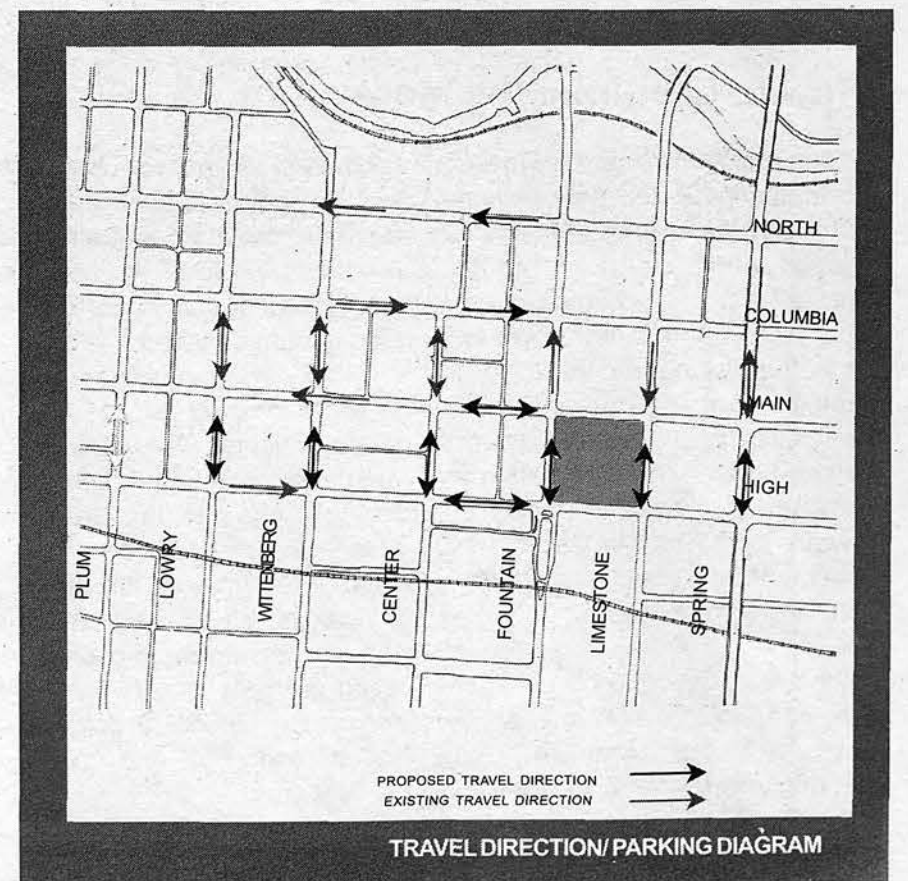 NORTH
COLUMBIA
MAIN
HIGH
PLUM
LOWRY
WITTENBERG
CENTER
FOUNTAIN
LIMESTONE
SPRING
PROPOSED TRAVEL DIRECTION
EXISTING TRAVEL DIRECTION
TRAVEL DIRECTION/ PARKING DIAGRAM